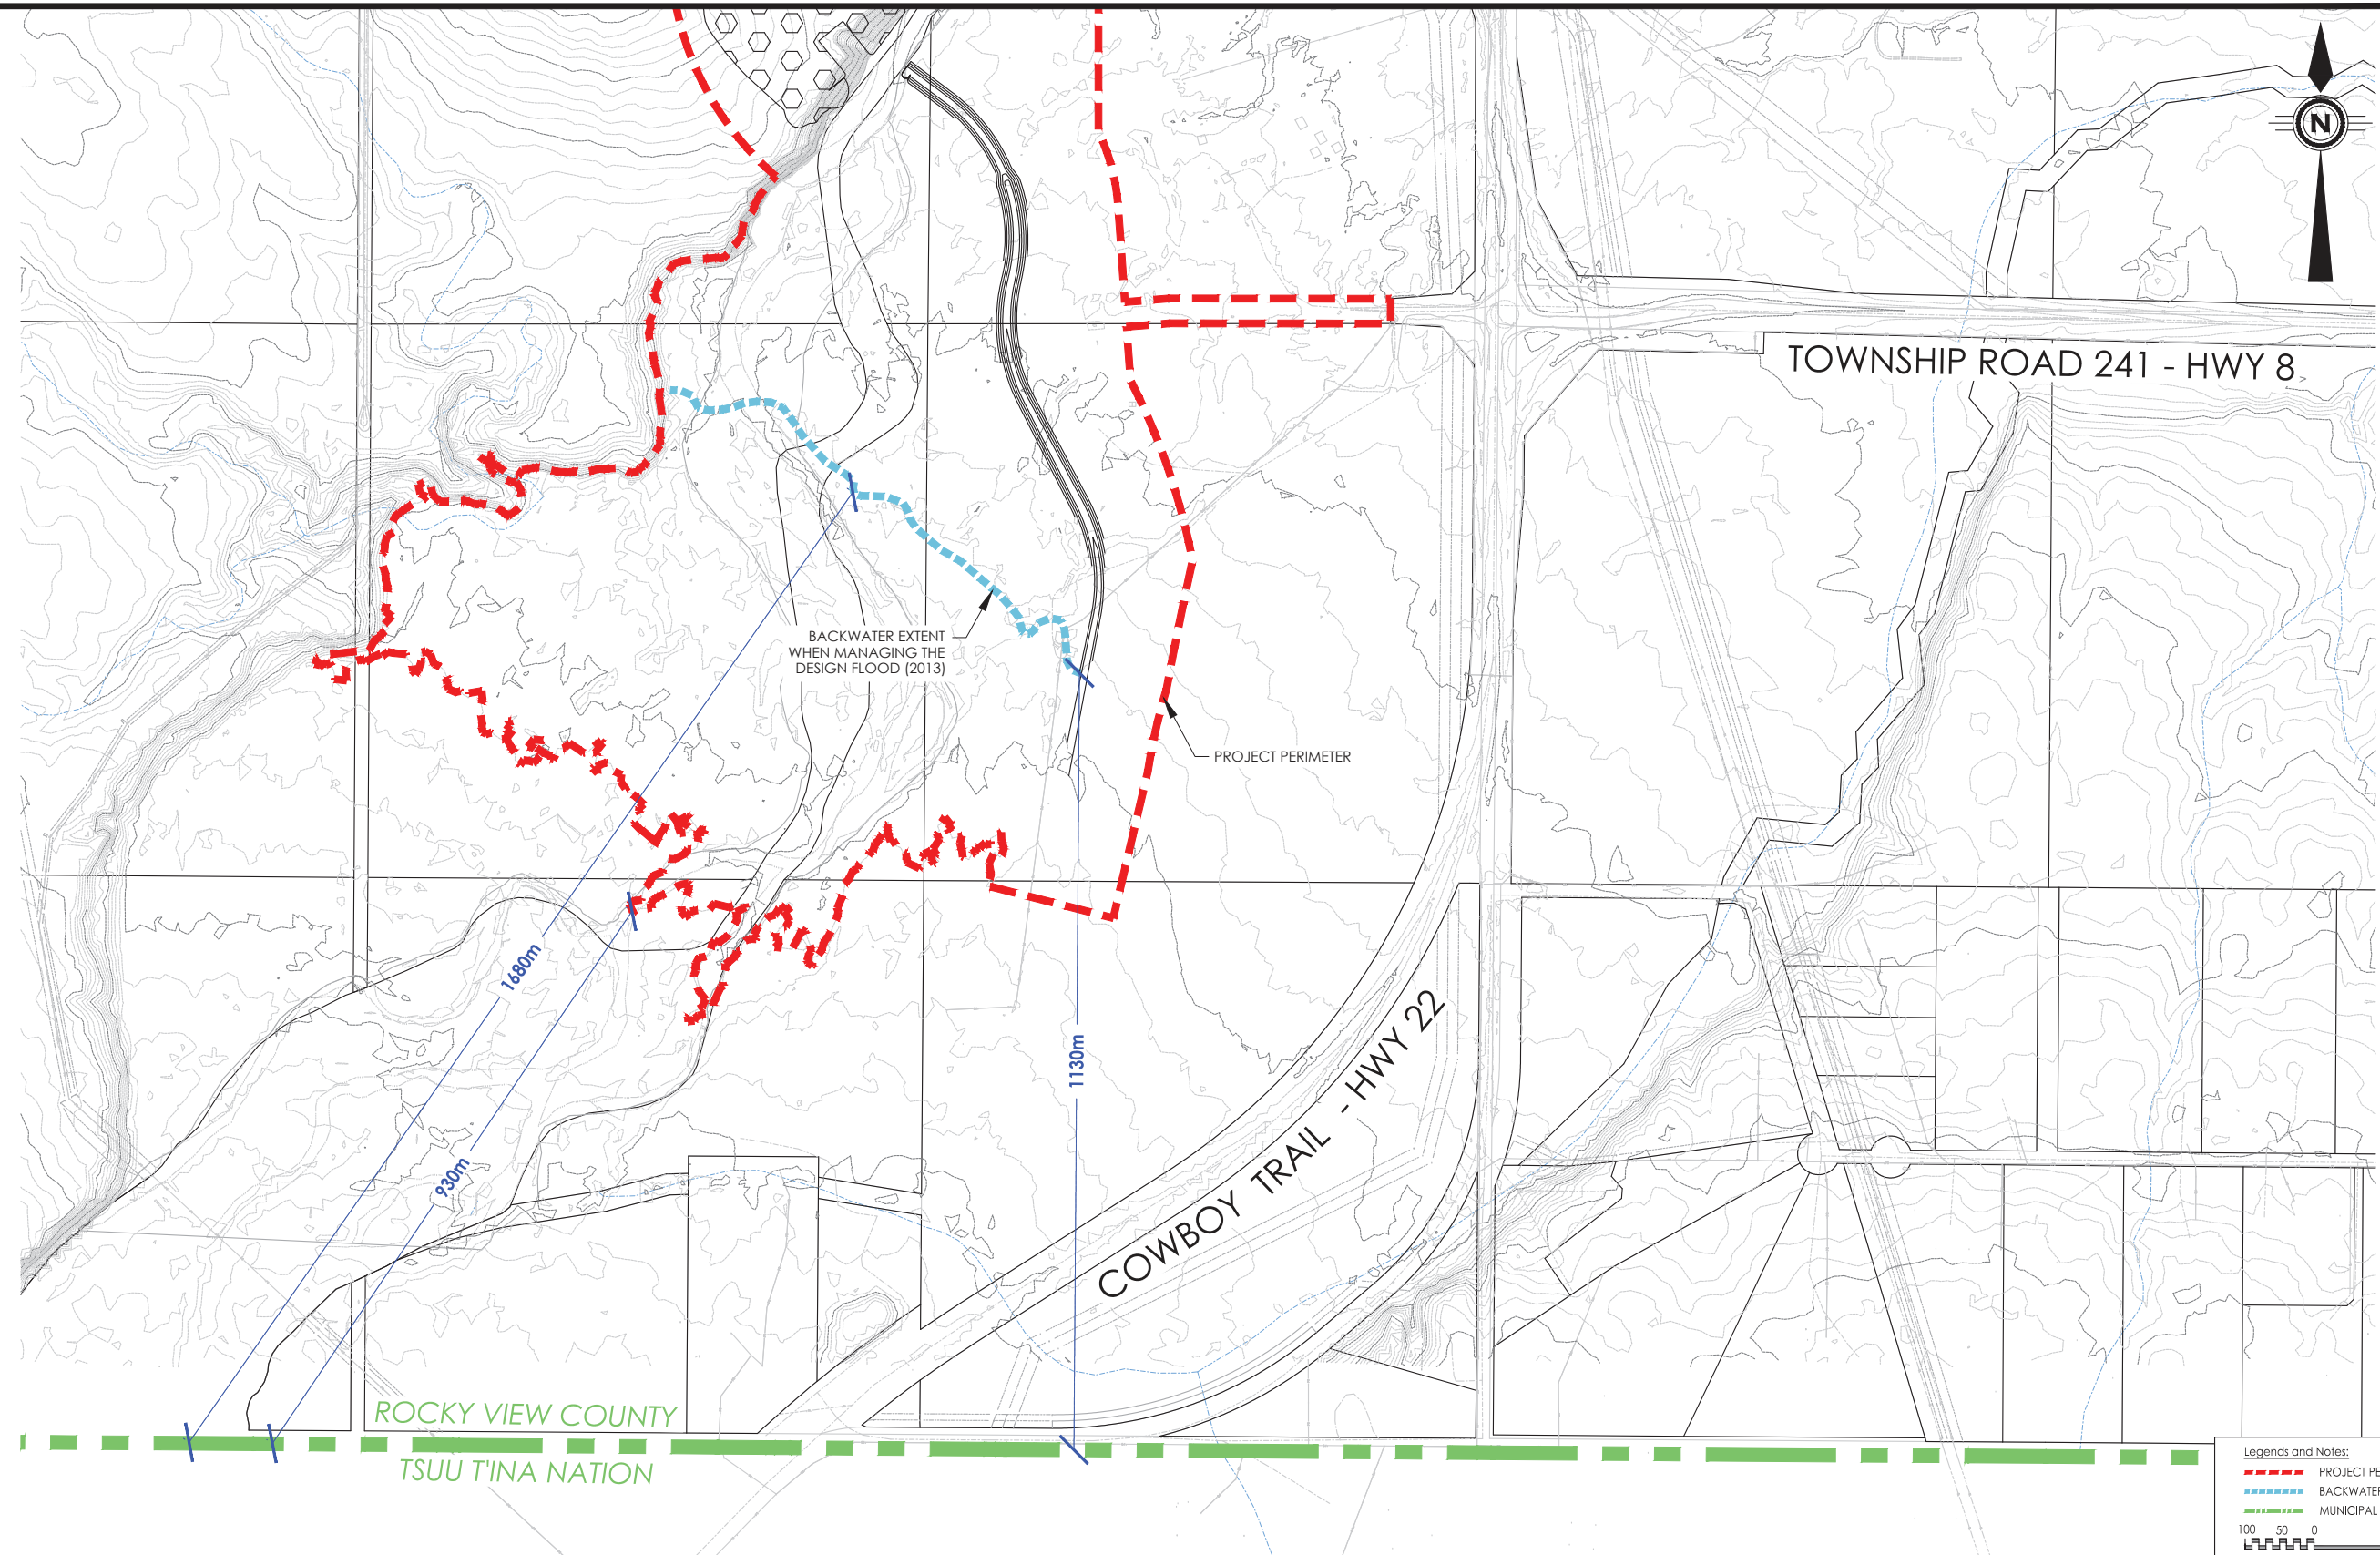 N
TOWNSHIP ROAD 241 - HWY 8
BACKWATER EXTENT
WHEN MANAGING THE
DESIGN FLOOD (2013)
PROJECT PERIMETER
1680m
930m
1130m
COWBOY TRAIL - HWY 22
ROCKY VIEW COUNTY
TSUU T'INA NATION
Legends and Notes:
PROJECT PE
BACKWATER
MUNICIPAL
100 50 0